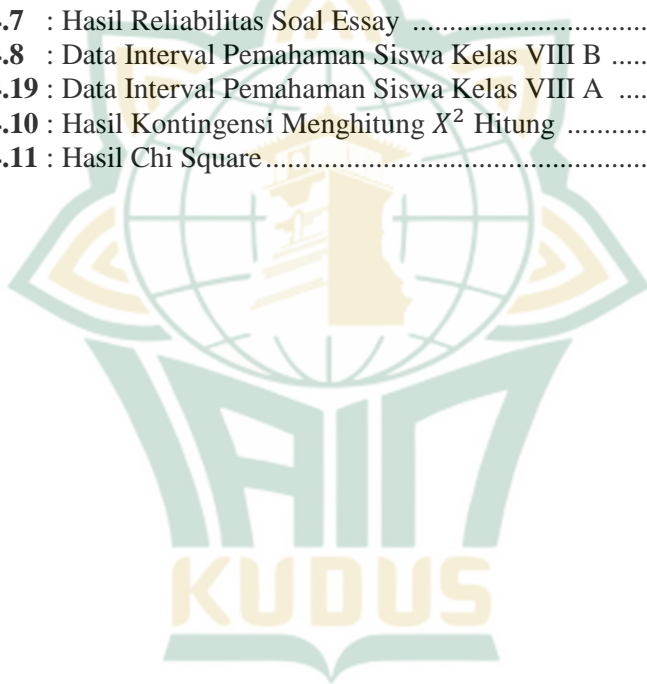 .7 : Hasil Reliabilitas Soal Essay ................................
.8 : Data Interval Pemahaman Siswa Kelas VIII B .....
.19 : Data Interval Pemahaman Siswa Kelas VIII A ....
.10 : Hasil Kontingensi Menghitung X² Hitung ...........
.11 : Hasil Chi Square....................................................
IAIN
KUDUS